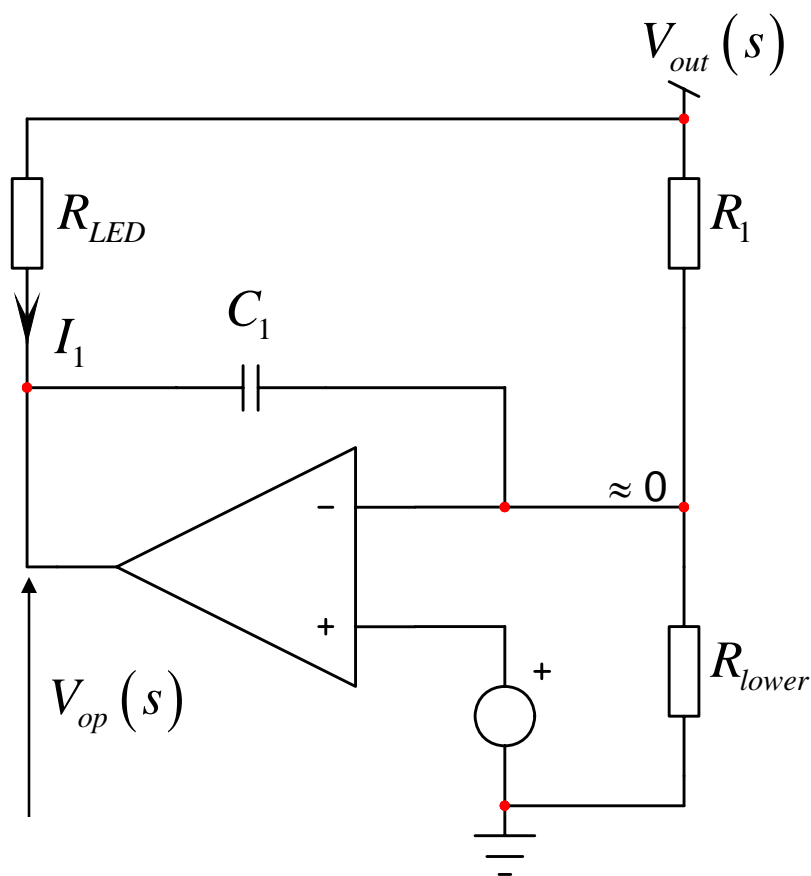 V_out (s)
R_LED
R_1
C_1
I_1
≈ 0
−
+
+
R_lower
V_op (s)